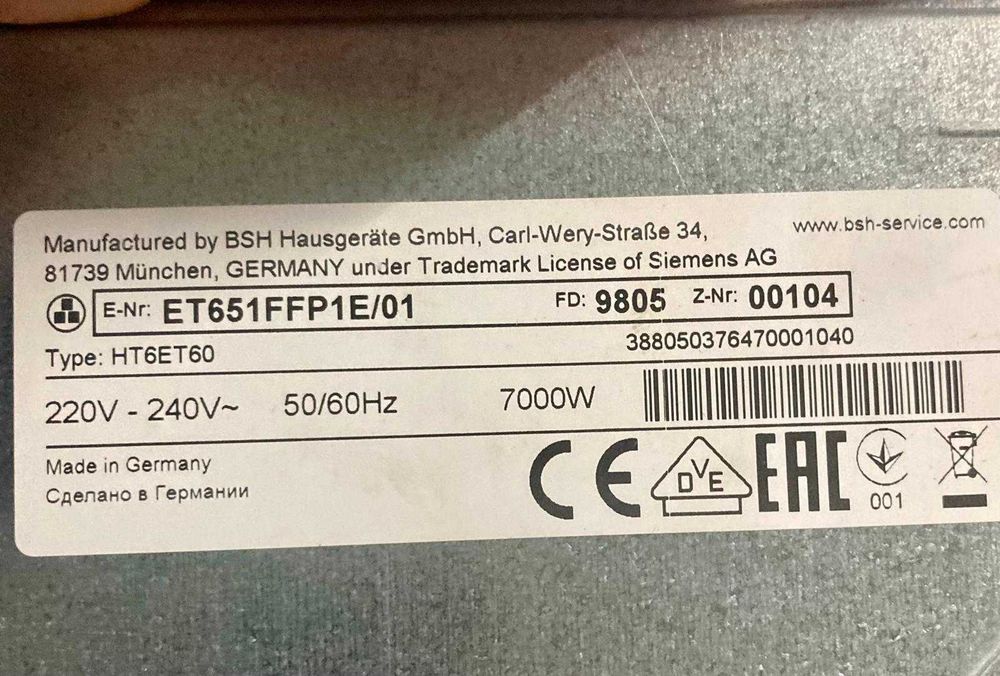 Manufactured by BSH Hausgeräte GmbH, Carl-Wery-Straße 34,
www.bsh-service.com
81739 München, GERMANY under Trademark License of Siemens AG
E-Nr: ET651FFP1E/01 FD: 9805 Z-Nr: 00104
Type: HT6ET60
388050376470001040
220V - 240V~ 50/60Hz 7000W
Made in Germany
Сделано в Германии
CE DVE EAC 001